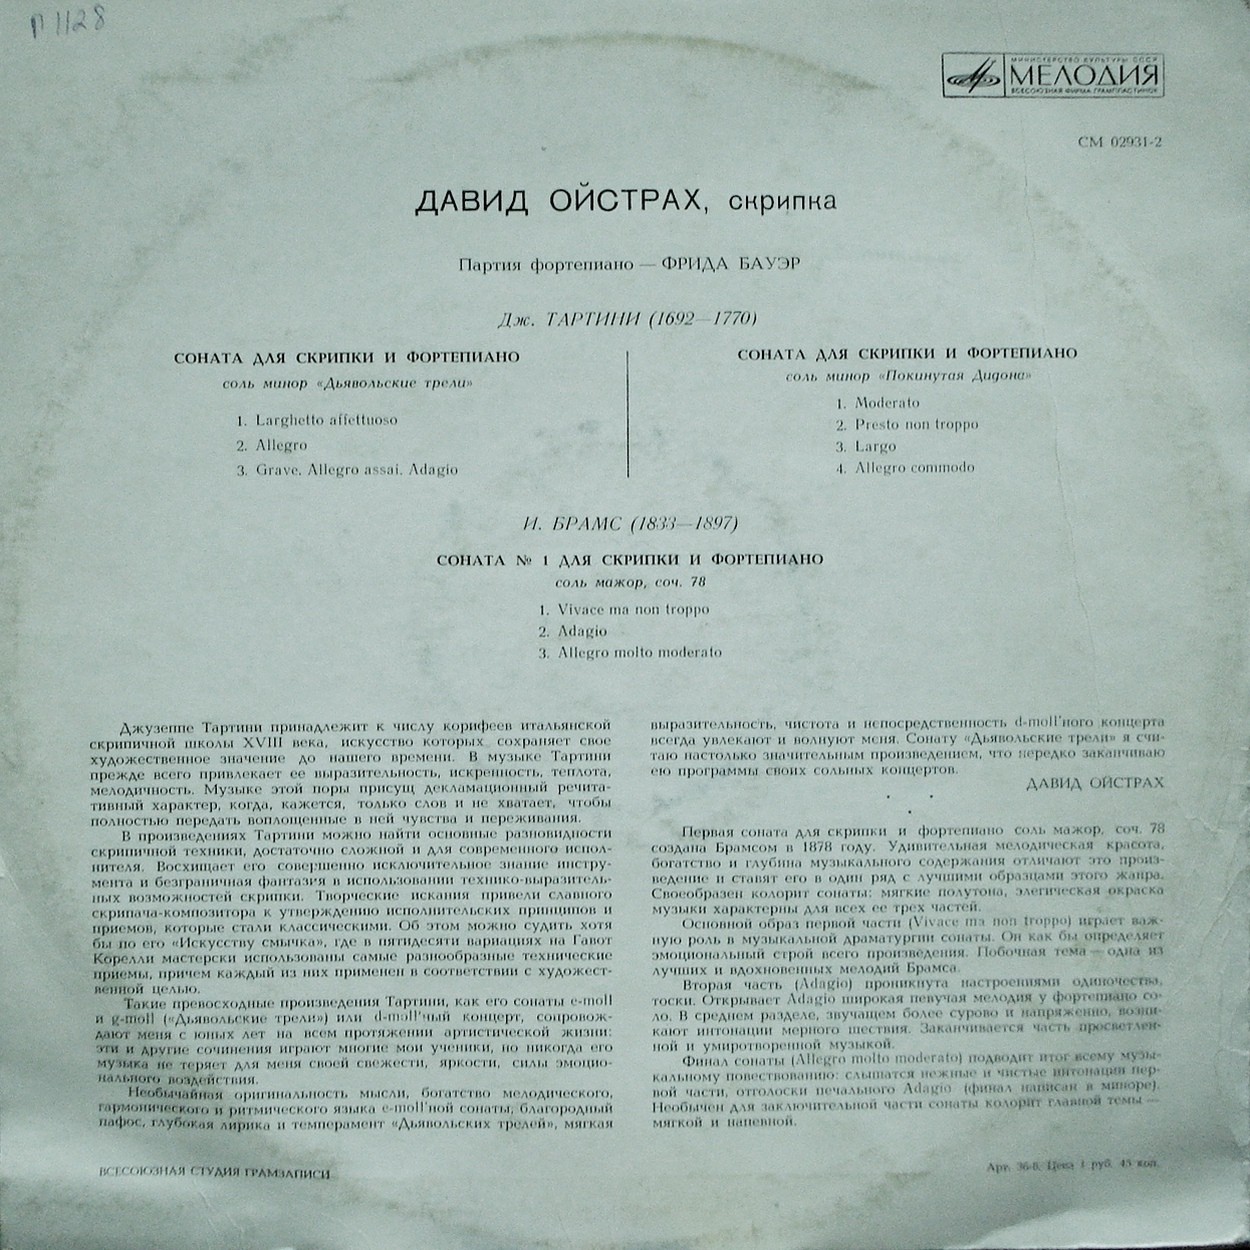 П 1128
МИНИСТЕРСТВО КУЛЬТУРЫ СССР
МЕЛОДИЯ
ВСЕСОЮЗНАЯ ФИРМА ГРАМПЛАСТИНОК
СМ 02931-2
ДАВИД ОЙСТРАХ, скрипка
Партия фортепиано — ФРИДА БАУЭР
Дж. ТАРТИНИ (1692—1770)
СОНАТА ДЛЯ СКРИПКИ И ФОРТЕПИАНО
соль минор «Дьявольские трели»
1. Larghetto affettuoso
2. Allegro
3. Grave. Allegro assai. Adagio
СОНАТА ДЛЯ СКРИПКИ И ФОРТЕПИАНО
соль минор «Покинутая Дидона»
1. Moderato
2. Presto non troppo
3. Largo
4. Allegro commodo
И. БРАМС (1833—1897)
СОНАТА № 1 ДЛЯ СКРИПКИ И ФОРТЕПИАНО
соль мажор, соч. 78
1. Vivace ma non troppo
2. Adagio
3. Allegro molto moderato
Джузеппе Тартини принадлежит к числу корифеев итальянской
скрипичной школы XVIII века, искусство которых сохраняет свое
художественное значение до нашего времени. В музыке Тартини
прежде всего привлекает ее выразительность, искренность, теплота,
мелодичность. Музыке этой поры присущ декламационный речита-
тивный характер, когда, кажется, только слов и не хватает, чтобы
полностью передать воплощенные в ней чувства и переживания.
В произведениях Тартини можно найти основные разновидности
скрипичной техники, достаточно сложной и для современного испол-
нителя. Восхищает его совершенно исключительное знание инстру-
мента и безграничная фантазия в использовании технико-выразитель-
ных возможностей скрипки. Творческие искания привели славного
скрипача-композитора к утверждению исполнительских принципов и
приемов, которые стали классическими. Об этом можно судить хотя
бы по его «Искусству смычка», где в пятидесяти вариациях на Гавот
Корелли мастерски использованы самые разнообразные технические
приемы, причем каждый из них применен в соответствии с художест-
венной целью.
Такие превосходные произведения Тартини, как его сонаты e-moll
и g-moll («Дьявольские трели») или d-moll'ный концерт, сопровож-
дают меня с юных лет на всем протяжении артистической жизни:
эти и другие сочинения играют многие мои ученики, но никогда его
музыка не теряет для меня своей свежести, яркости, силы эмоцио-
нального воздействия.
Необычайная оригинальность мысли, богатство мелодического,
гармонического и ритмического языка e-moll'ной сонаты, благородный
пафос, глубокая лирика и темперамент «Дьявольских трелей», мягкая
выразительность, чистота и непосредственность d-moll'ного концерта
всегда увлекают и волнуют меня. Сонату «Дьявольские трели» я счи-
таю настолько значительным произведением, что нередко заканчиваю
ею программы своих сольных концертов.
ДАВИД ОЙСТРАХ
Первая соната для скрипки и фортепиано соль мажор, соч. 78
создана Брамсом в 1878 году. Удивительная мелодическая красота,
богатство и глубина музыкального содержания отличают это произ-
ведение и ставят его в один ряд с лучшими образцами этого жанра.
Своеобразен колорит сонаты: мягкие полутона, элегическая окраска
музыки характерны для всех ее трех частей.
Основной образ первой части (Vivace ma non troppo) играет важ-
ную роль в музыкальной драматургии сонаты. Он как бы определяет
эмоциональный строй всего произведения. Побочная тема — одна из
лучших и вдохновенных мелодий Брамса.
Вторая часть (Adagio) проникнута настроениями одиночества,
тоски. Открывает Adagio широкая певучая мелодия у фортепиано со-
ло. В среднем разделе, звучащем более сурово и напряженно, возни-
кают интонации мерного шествия. Заканчивается часть просветлен-
ной и умиротворенной музыкой.
Финал сонаты (Allegro molto moderato) подводит итог всему музы-
кальному повествованию: слышатся нежные и чистые интонации пер-
вой части, отголоски печального Adagio (финал написан в миноре).
Необычен для заключительной части сонаты колорит главной темы —
мягкой и напевной.
ВСЕСОЮЗНАЯ СТУДИЯ ГРАМЗАПИСИ
Арт. 36-8. Цена 1 руб. 45 коп.